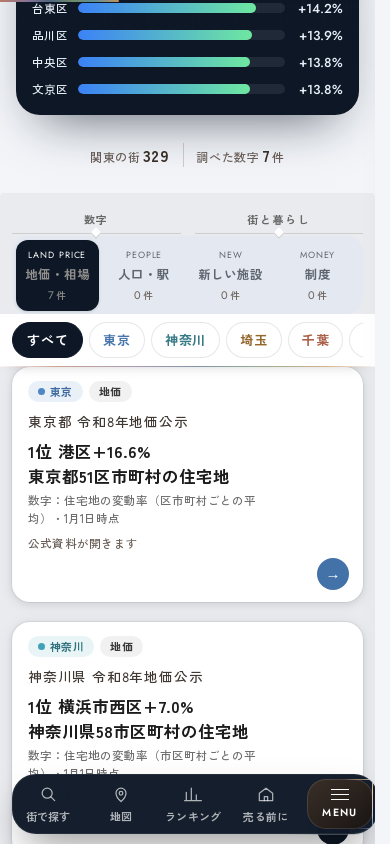 台東区 +14.2%
品川区 +13.9%
中央区 +13.8%
文京区 +13.8%
関東の街 329 調べた数字 7 件
数字 街と暮らし
LAND PRICE PEOPLE NEW MONEY
地価・相場 人口・駅 新しい施設 制度
7 件 0 件 0 件 0 件
すべて 東京 神奈川 埼玉 千葉
東京 地価
東京都 令和8年地価公示
1位 港区+16.6%
東京都51区市町村の住宅地
数字：住宅地の変動率（区市町村ごとの平
均）・1月1日時点
公式資料が開きます
→
神奈川 地価
神奈川県 令和8年地価公示
1位 横浜市西区+7.0%
神奈川県58市区町村の住宅地
数字：住宅地の変動率（市区町村ごとの平
均）・1月1日時点
街で探す 地図 ランキング 売る前に MENU